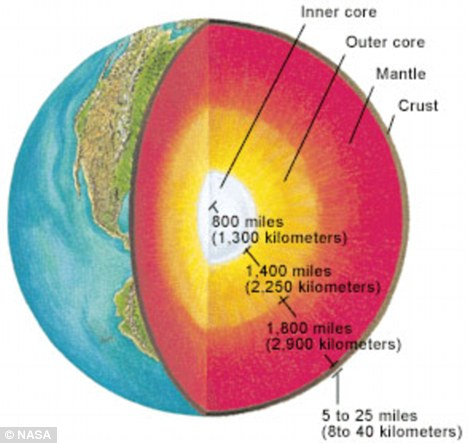 Inner core
Outer core
Mantle
Crust
800 miles
(1,300 kilometers)
1,400 miles
(2,250 kilometers)
1,800 miles
(2,900 kilometers)
5 to 25 miles
(8to 40 kilometers)
© NASA